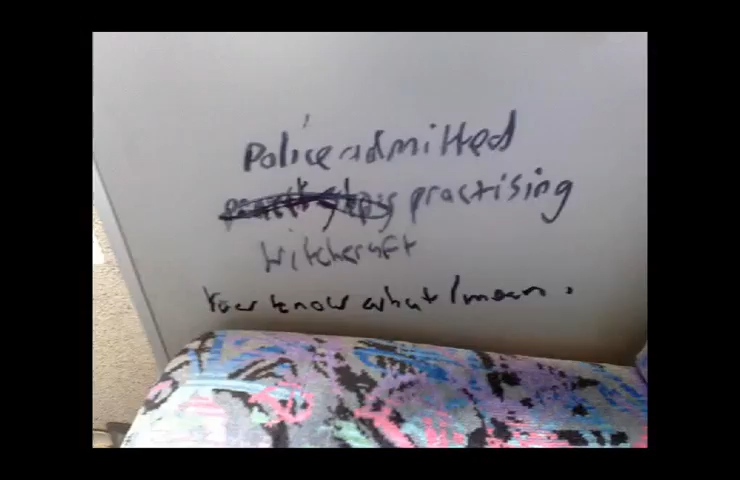 Police admitted
practising
Witchcraft
You know what I mean.